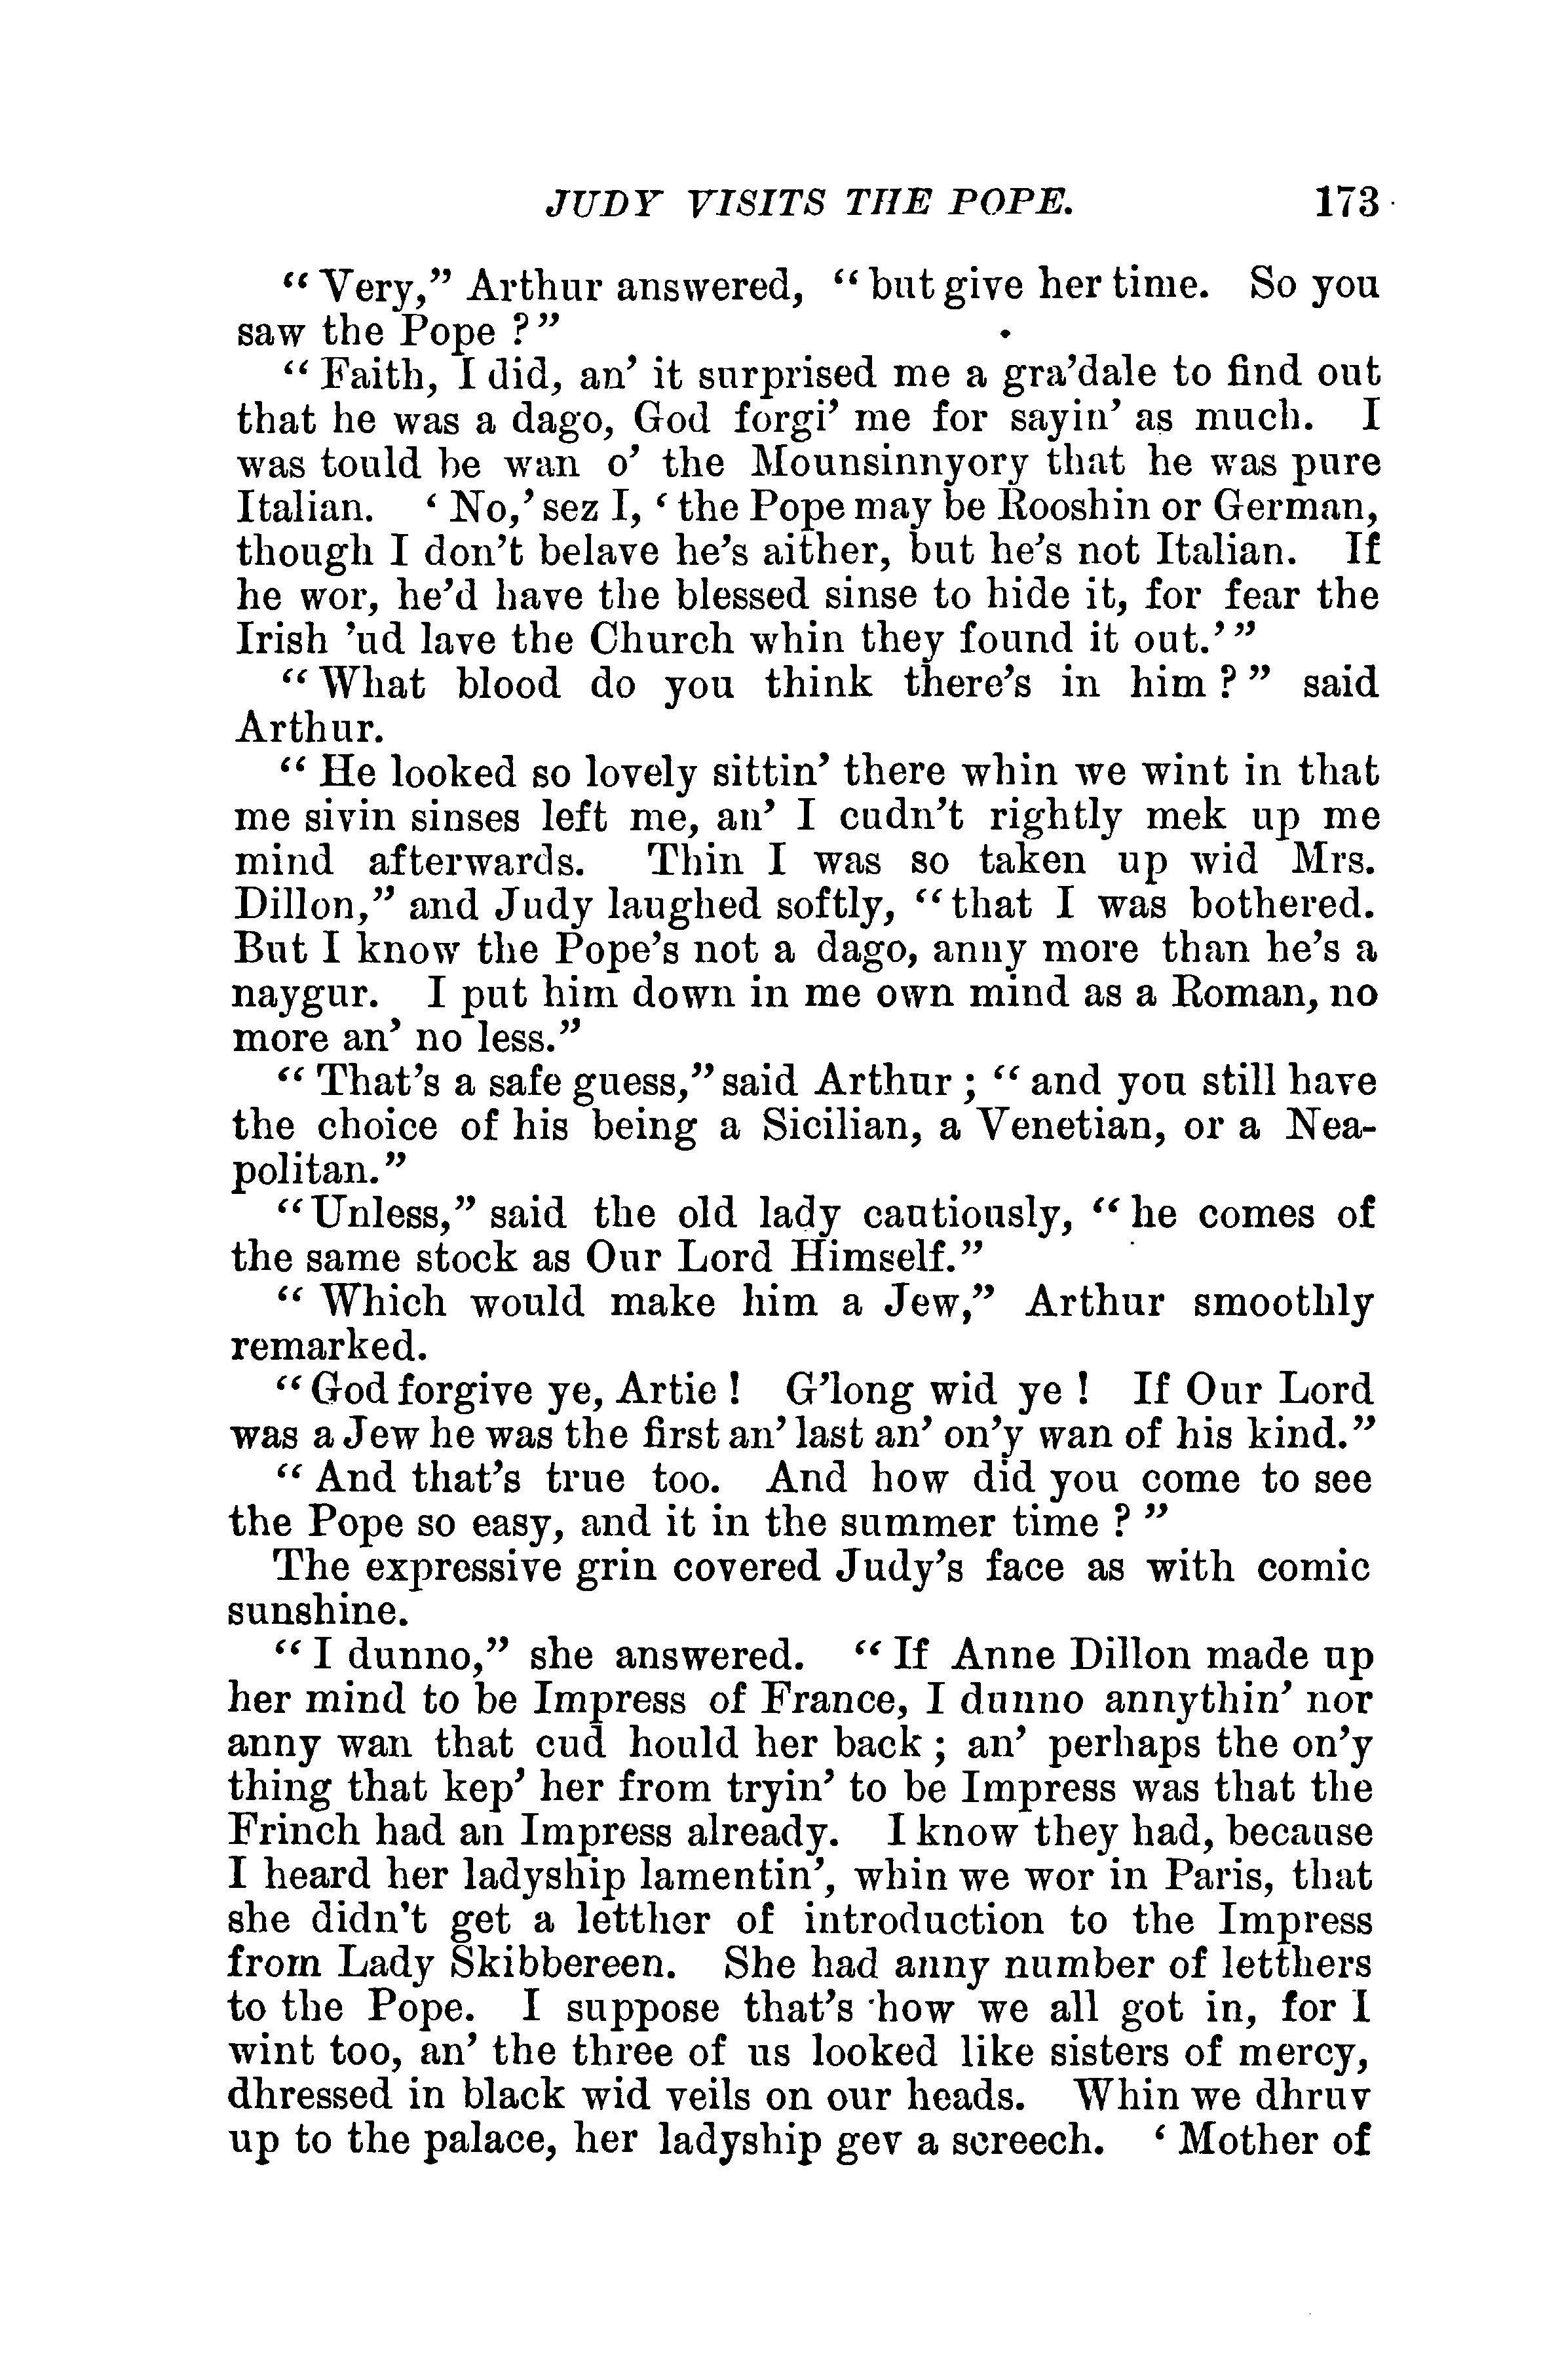 JUDY VISITS THE POPE. 173
“ Very,” Arthur answered, “ but give her time. So you
saw the Pope ? ”
“ Faith, I did, an’ it surprised me a gra’dale to find out
that he was a dago, God forgi’ me for sayin’ as much. I
was tould be wan o’ the Mounsinnyory that he was pure
Italian. ‘ No,’ sez I, ‘ the Pope may be Rooshin or German,
though I don’t belave he’s aither, but he’s not Italian. If
he wor, he’d have the blessed sinse to hide it, for fear the
Irish ’ud lave the Church whin they found it out.’ ”
“ What blood do you think there’s in him ? ” said
Arthur.
“ He looked so lovely sittin’ there whin we wint in that
me sivin sinses left me, an’ I cudn’t rightly mek up me
mind afterwards. Thin I was so taken up wid Mrs.
Dillon,” and Judy laughed softly, “ that I was bothered.
But I know the Pope’s not a dago, anny more than he’s a
naygur. I put him down in me own mind as a Roman, no
more an’ no less.”
“ That’s a safe guess,” said Arthur ; “ and you still have
the choice of his being a Sicilian, a Venetian, or a Nea-
politan.”
“ Unless,” said the old lady cautiously, “ he comes of
the same stock as Our Lord Himself.”
“ Which would make him a Jew,” Arthur smoothly
remarked.
“ God forgive ye, Artie ! G’long wid ye ! If Our Lord
was a Jew he was the first an’ last an’ on’y wan of his kind.”
“ And that’s true too. And how did you come to see
the Pope so easy, and it in the summer time ? ”
The expressive grin covered Judy’s face as with comic
sunshine.
“ I dunno,” she answered. “ If Anne Dillon made up
her mind to be Impress of France, I dunno annythin’ nor
anny wan that cud hould her back ; an’ perhaps the on’y
thing that kep’ her from tryin’ to be Impress was that the
Frinch had an Impress already. I know they had, because
I heard her ladyship lamentin’, whin we wor in Paris, that
she didn’t get a letther of introduction to the Impress
from Lady Skibbereen. She had anny number of letthers
to the Pope. I suppose that’s how we all got in, for I
wint too, an’ the three of us looked like sisters of mercy,
dhressed in black wid veils on our heads. Whin we dhruv
up to the palace, her ladyship gev a screech. ‘ Mother of